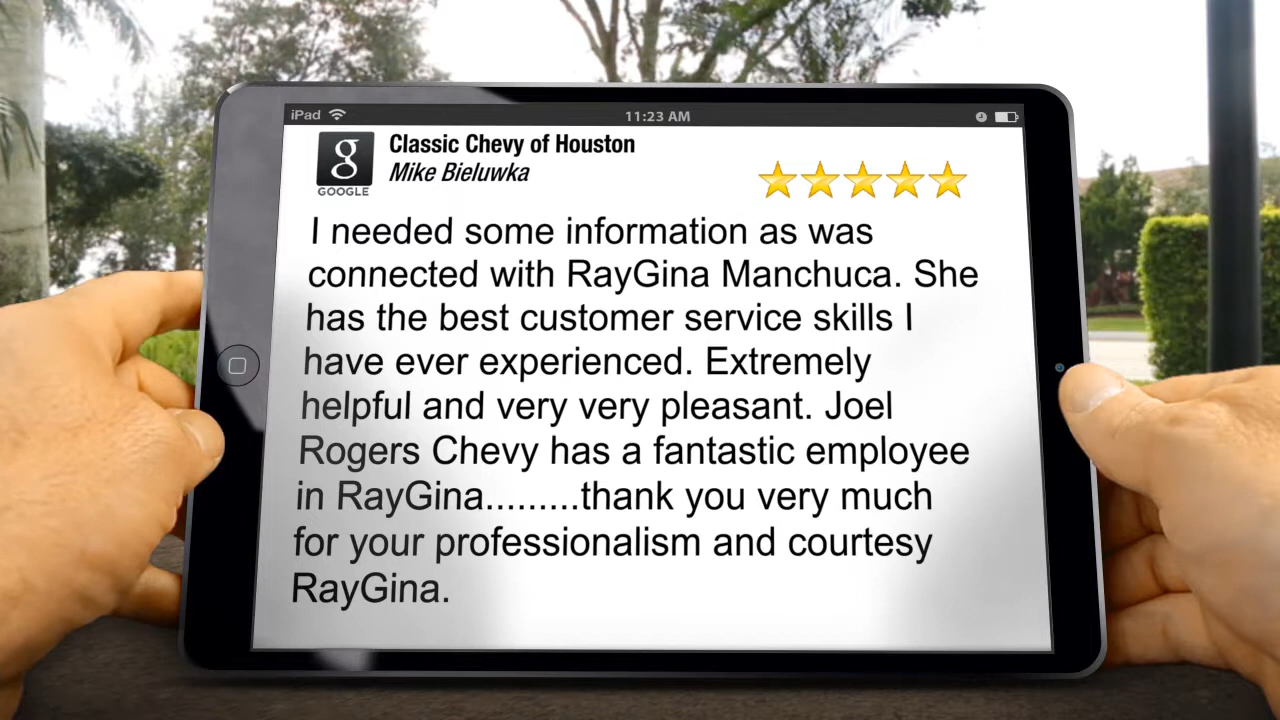 iPad
11:23 AM
g
GOOGLE
Classic Chevy of Houston
Mike Bieluwka
I needed some information as was
connected with RayGina Manchuca. She
has the best customer service skills I
have ever experienced. Extremely
helpful and very very pleasant. Joel
Rogers Chevy has a fantastic employee
in RayGina.........thank you very much
for your professionalism and courtesy
RayGina.